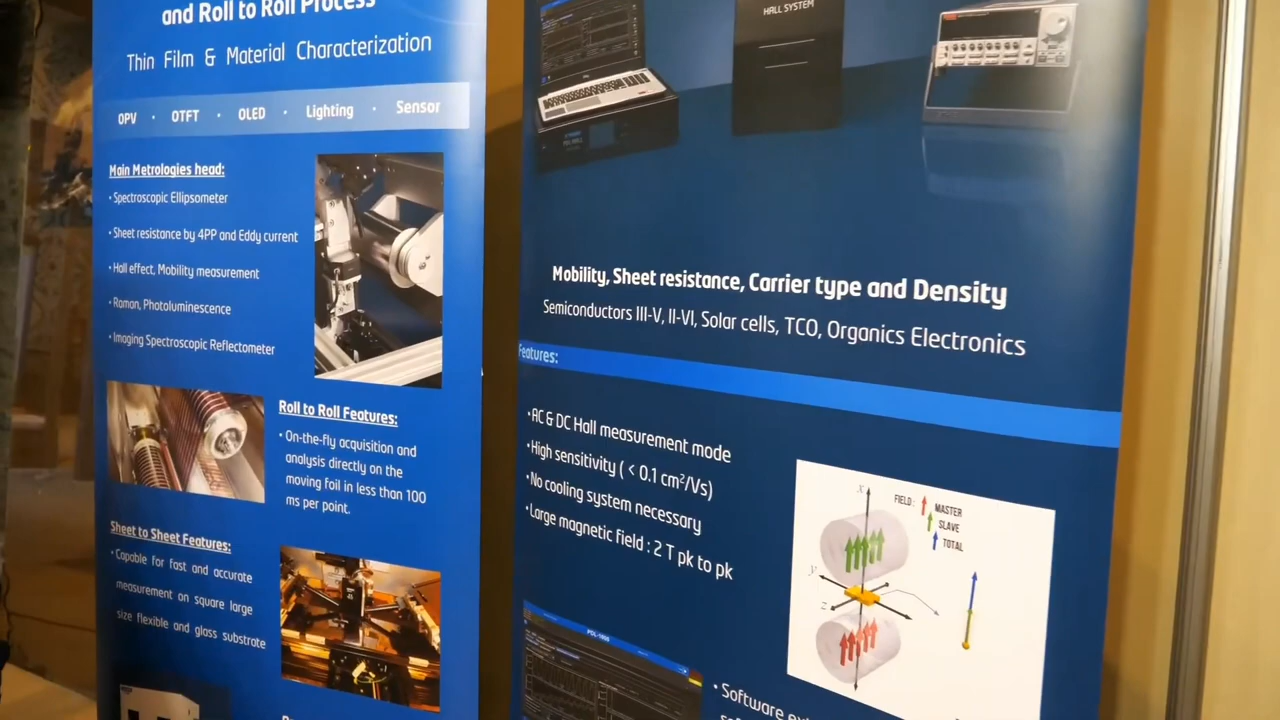 and Roll to Roll Process
Thin Film & Material Characterization
OPV · OTFT · OLED · Lighting · Sensor
Main Metrologies head:
· Spectroscopic Ellipsometer
· Sheet resistance by 4PP and Eddy current
· Hall effect, Mobility measurement
· Raman, Photoluminescence
· Imaging Spectroscopic Reflectometer
Roll to Roll Features:
· On-the-fly acquisition and
analysis directly on the
moving foil in less than 100
ms per point.
Sheet to Sheet Features:
· Capable for fast and accurate
measurement on square large
size flexible and glass substrate
HALL SYSTEM
Mobility, Sheet resistance, Carrier type and Density
Semiconductors III-V, II-VI, Solar cells, TCO, Organics Electronics
Features:
· AC & DC Hall measurement mode
· High sensitivity ( < 0.1 cm²/Vs)
· No cooling system necessary
· Large magnetic field : 2 T pk to pk
FIELD : MASTER
SLAVE
TOTAL
x
y
z
PDL-1000
· Software